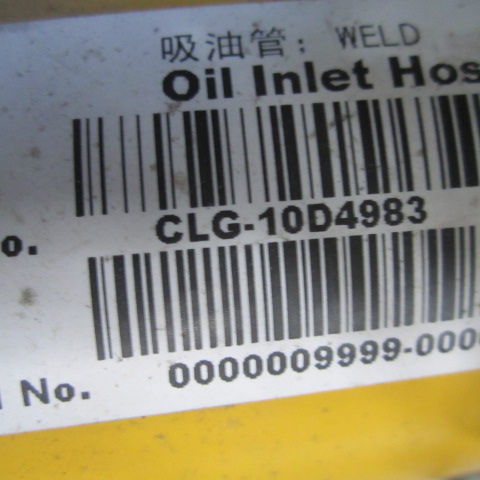 吸油管: WELD
Oil Inlet Hos
o. CLG-10D4983
No. 0000009999-000